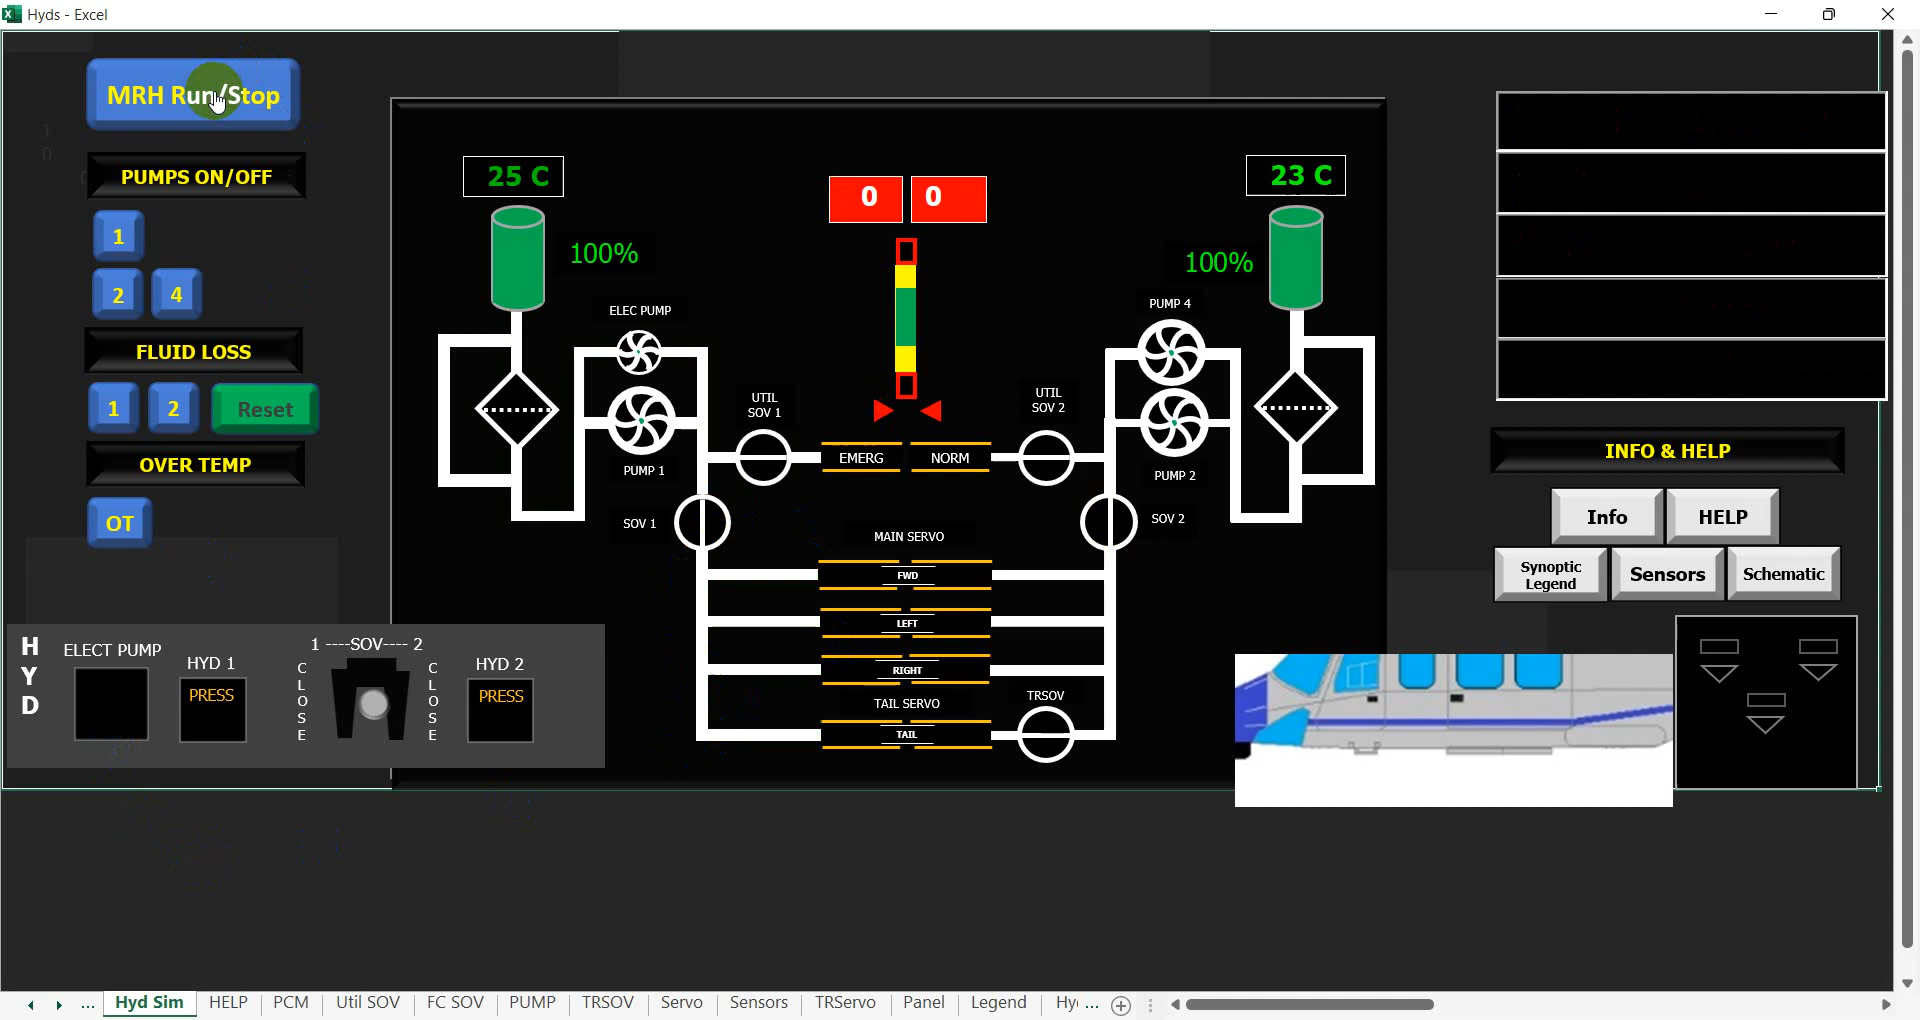 Hyds - Excel
MRH Run/Stop
PUMPS ON/OFF
1
2 4
FLUID LOSS
1 2 Reset
OVER TEMP
OT
25 C
100%
ELEC PUMP
PUMP 1
UTIL
SOV 1
SOV 1
0 0
EMERG NORM
MAIN SERVO
FWD
LEFT
RIGHT
TAIL SERVO
TAIL
23 C
100%
PUMP 4
PUMP 2
UTIL
SOV 2
SOV 2
TRSOV
INFO & HELP
Info HELP
Synoptic
Legend
Sensors
Schematic
HYD
ELECT PUMP
HYD 1
PRESS
1 ----SOV---- 2
CLOSE
CLOSE
HYD 2
PRESS
... Hyd Sim HELP PCM Util SOV FC SOV PUMP TRSOV Servo Sensors TRServo Panel Legend Hy ...